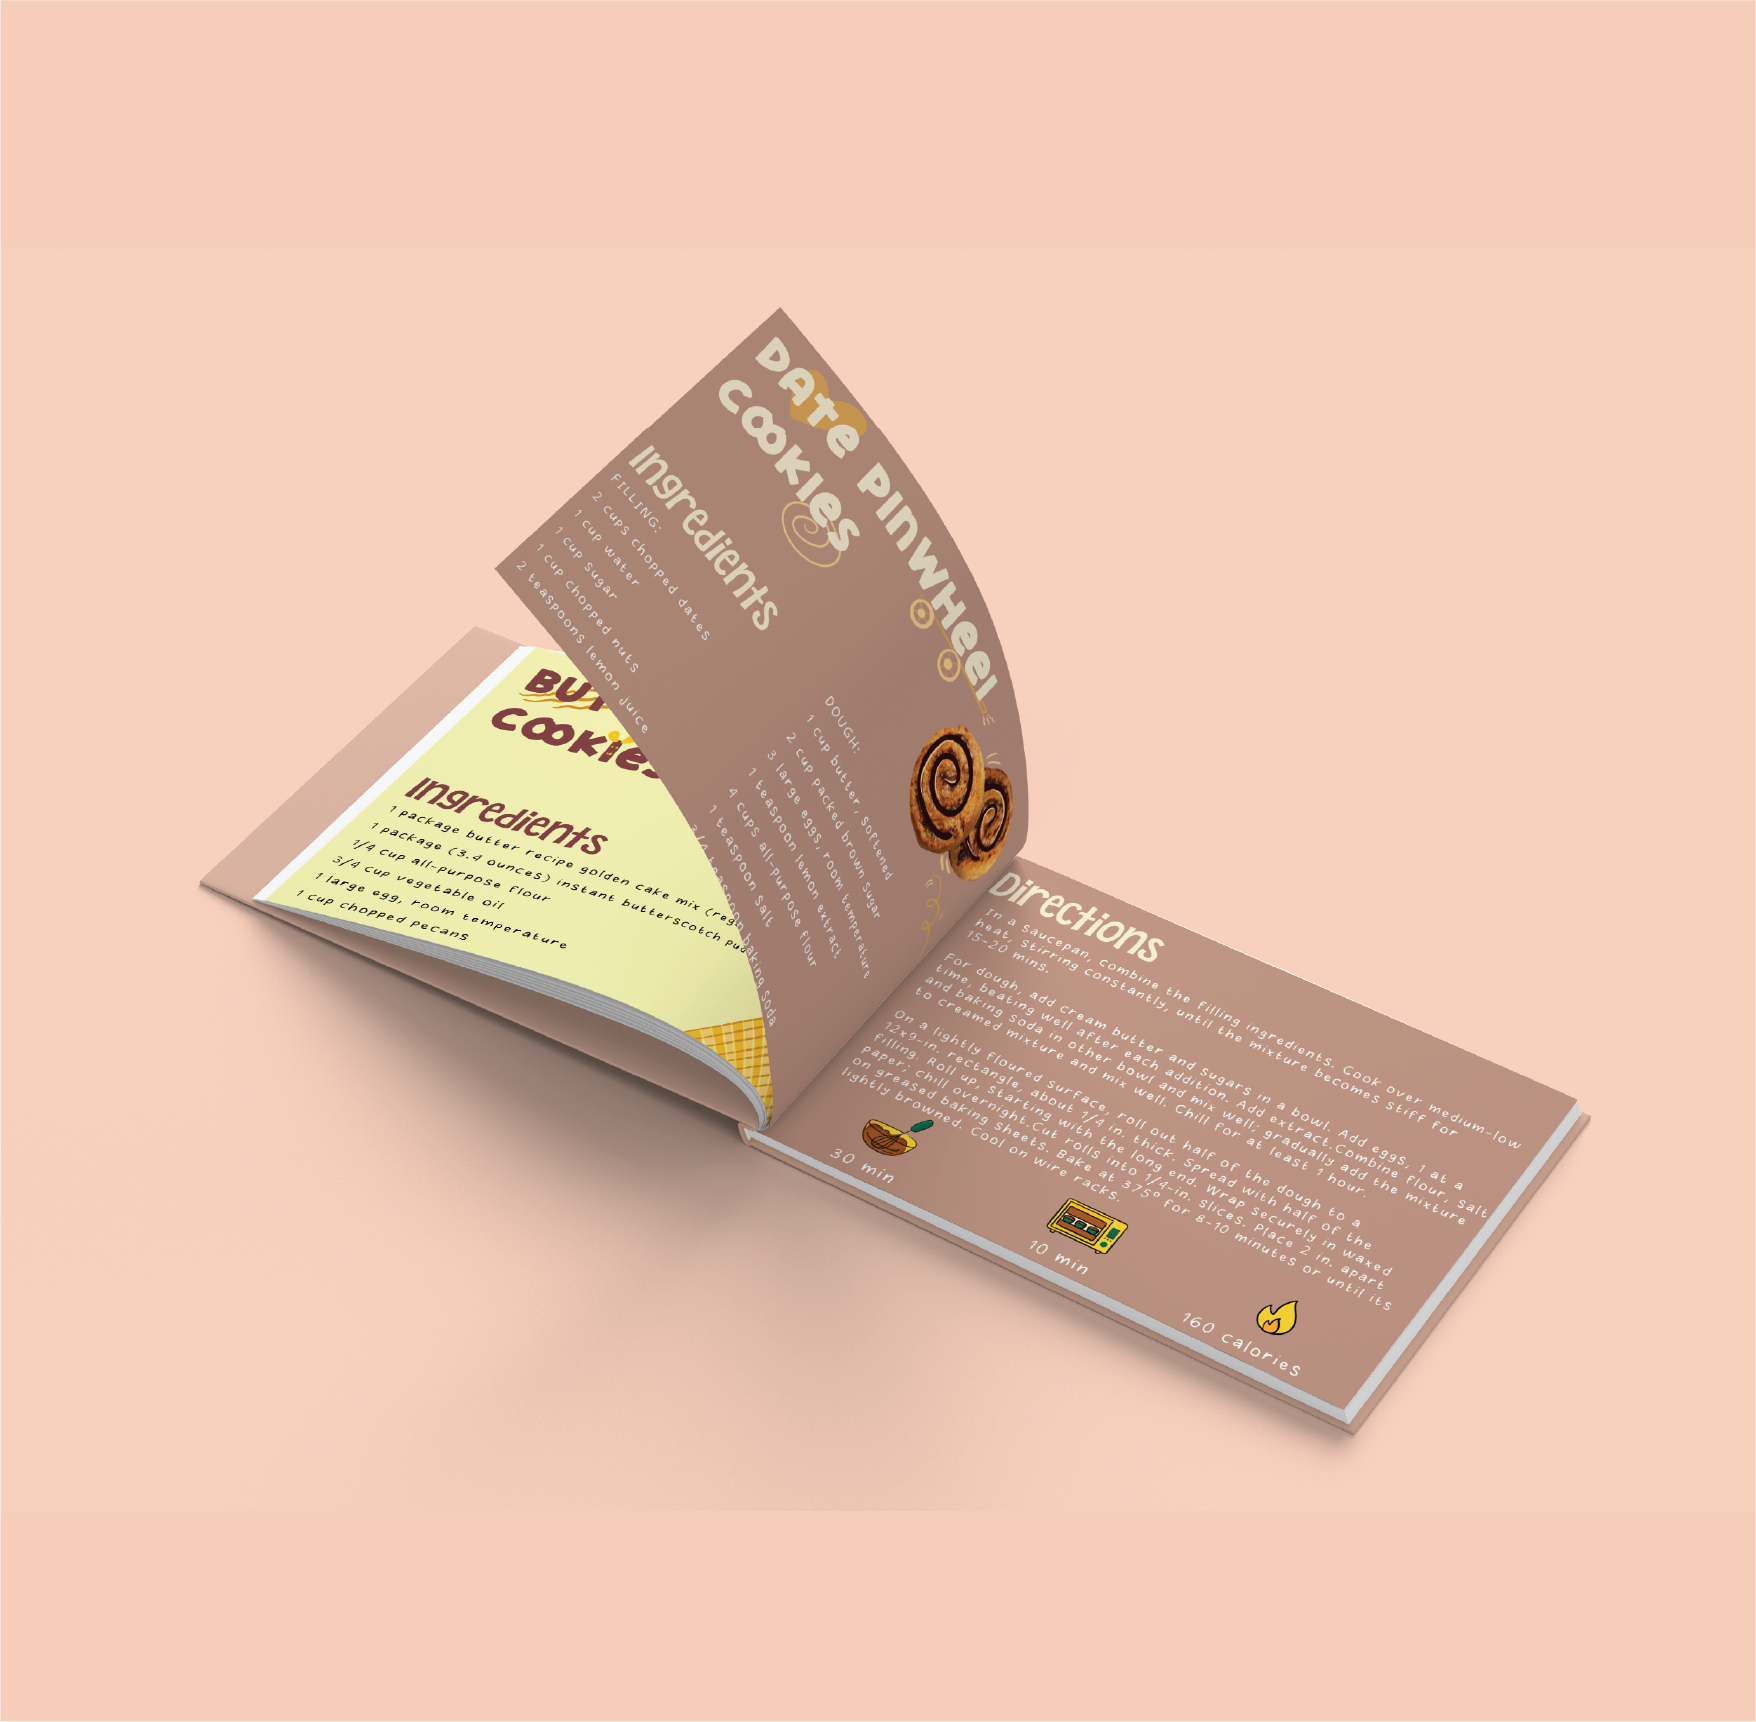 BU
COOKIES
Ingredients
1 package butter recipe golden cake mix (reg
1 package (3.4 ounces) instant butterscotch pud
1/4 cup all-purpose flour
3/4 cup vegetable oil
1 large egg, room temperature
1 cup chopped pecans
DATE PINWHEEL
COOKIES
Ingredients
FILLING:
2 cups chopped dates
1 cup water
1 cup sugar
1 cup chopped nuts
2 teaspoons lemon juice
DOUGH:
1 cup butter, softened
2 cup packed brown sugar
3 large eggs, room temperature
1 teaspoon lemon extract
4 cups all-purpose flour
1 teaspoon salt
3/4 teaspoon baking soda
Directions
In a saucepan, combine the filling ingredients. Cook over medium-low
heat, stirring constantly, until the mixture becomes stiff for
15-20 mins.
For dough, add cream butter and sugars in a bowl. Add eggs, 1 at a
time, beating well after each addition. Add extract.Combine flour, salt
and baking soda in other bowl and mix well; gradually add the mixture
to creamed mixture and mix well. Chill for at least 1 hour.
On a lightly floured surface, roll out half of the dough to a
12x9-in. rectangle, about 1/4 in. thick. Spread with half of the
filling. Roll up, starting with the long end. Wrap securely in waxed
paper; chill overnight.Cut rolls into 1/4-in. slices. Place 2 in. apart
on greased baking sheets. Bake at 375° for 8-10 minutes or until its
lightly browned. Cool on wire racks.
30 min
10 min
160 calories